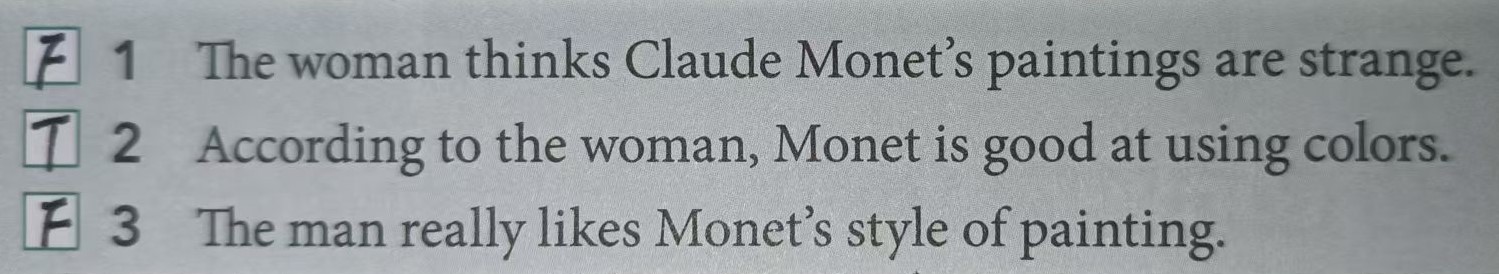 F 1 The woman thinks Claude Monet's paintings are strange.
T 2 According to the woman, Monet is good at using colors.
F 3 The man really likes Monet's style of painting.